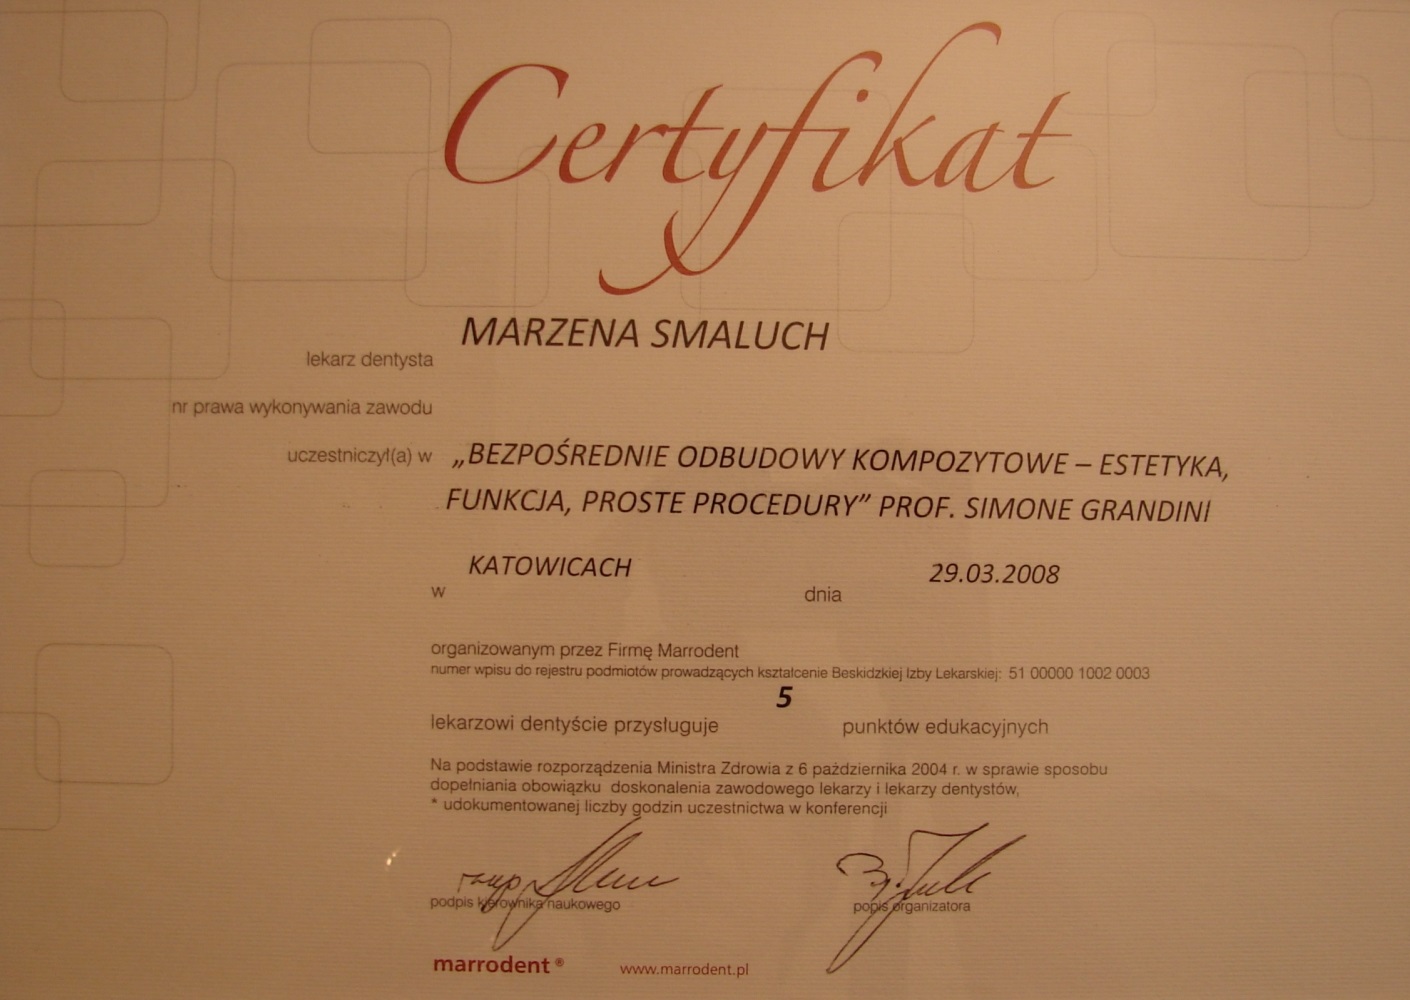 Certyfikat
MARZENA SMALUCH
lekarz dentysta
nr prawa wykonywania zawodu
uczestniczył(a) w „BEZPOŚREDNIE ODBUDOWY KOMPOZYTOWE – ESTETYKA,
FUNKCJA, PROSTE PROCEDURY” PROF. SIMONE GRANDINI
KATOWICACH 29.03.2008
w dnia
organizowanym przez Firmę Marrodent
numer wpisu do rejestru podmiotów prowadzących kształcenie Beskidzkiej Izby Lekarskiej: 51 00000 1002 0003
5
lekarzowi dentyście przysługuje punktów edukacyjnych
Na podstawie rozporządzenia Ministra Zdrowia z 6 października 2004 r. w sprawie sposobu
dopełniania obowiązku doskonalenia zawodowego lekarzy i lekarzy dentystów,
* udokumentowanej liczby godzin uczestnictwa w konferencji
podpis kierownika naukowego popis organizatora
marrodent® www.marrodent.pl